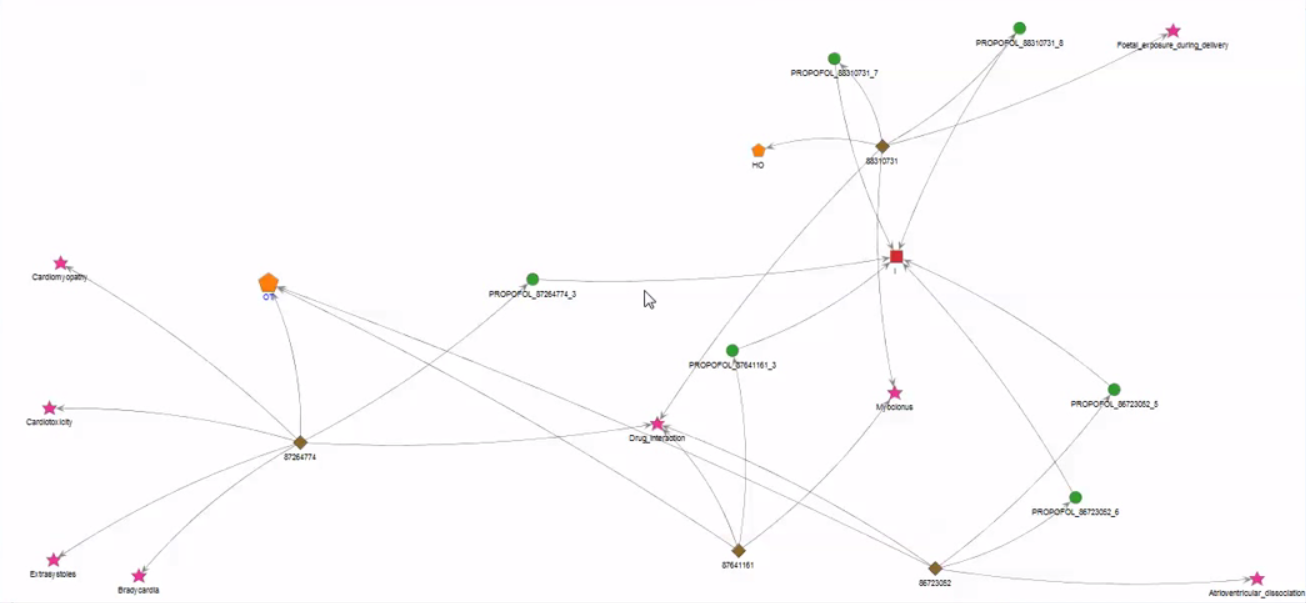 PROPOFOL_88310731_8
Foetal_exposure_during_delivery
PROPOFOL_88310731_7
HO
88310731
I
Cardiomyopathy
OT
PROPOFOL_87264774_3
PROPOFOL_87641161_3
Myoclonus
PROPOFOL_86723052_5
Cardiotoxicity
Drug_interaction
87264774
PROPOFOL_86723052_6
87641161
86723052
Extrasystoles
Bradycardia
Atrioventricular_dissociation